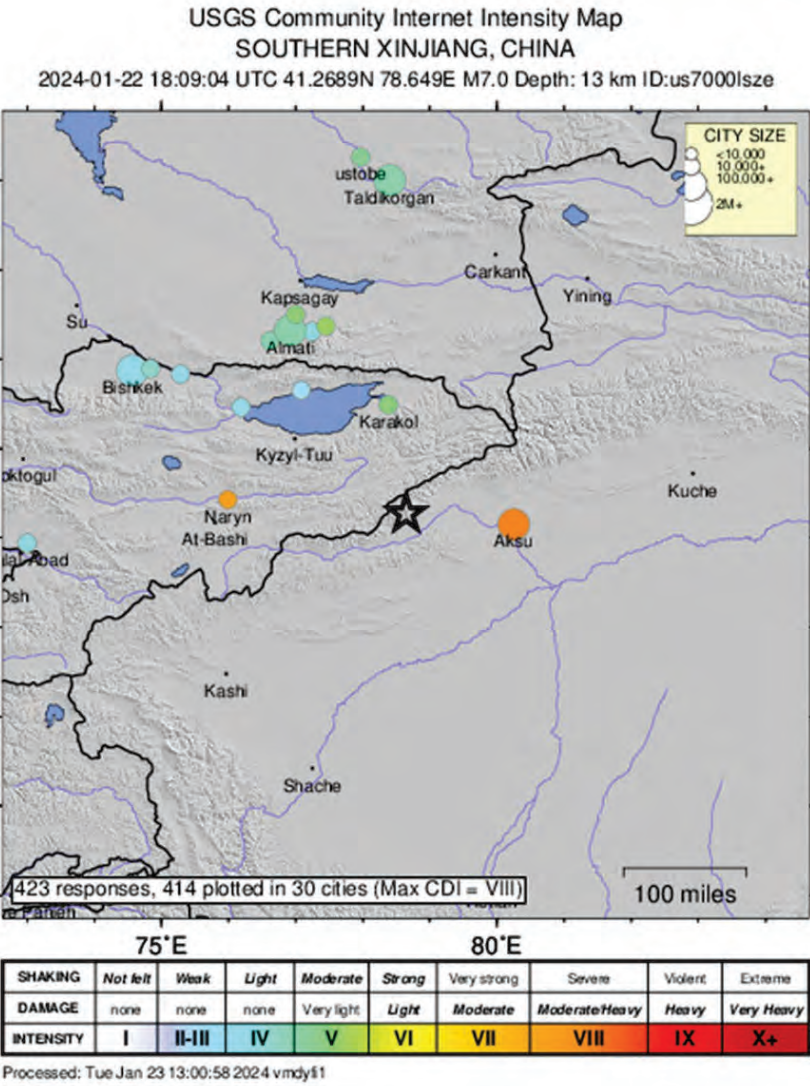 USGS Community Internet Intensity Map
SOUTHERN XINJIANG, CHINA
2024-01-22 18:09:04 UTC 41.2689N 78.649E M7.0 Depth: 13 km ID:us7000lsze
CITY SIZE
<10,000
10,000+
100,000+
2M+
ustobe
Taldikorgan
Carkant
Kapsagay
Yining
Su
Almati
Bishkek
Karakol
Kyzyl-Tuu
oktogul
Kuche
Naryn
At-Bashi
Aksu
Abad
Osh
Kashi
Shache
423 responses, 414 plotted in 30 cities (Max CDI = VIII)
100 miles
75°E 80°E
SHAKING Not felt Weak Light Moderate Strong Very strong Severe Violent Extreme
DAMAGE none none none Very light Light Moderate Moderate/Heavy Heavy Very Heavy
INTENSITY I II-III IV V VI VII VIII IX X+
Processed: Tue Jan 23 13:00:58 2024 vmdyfi1